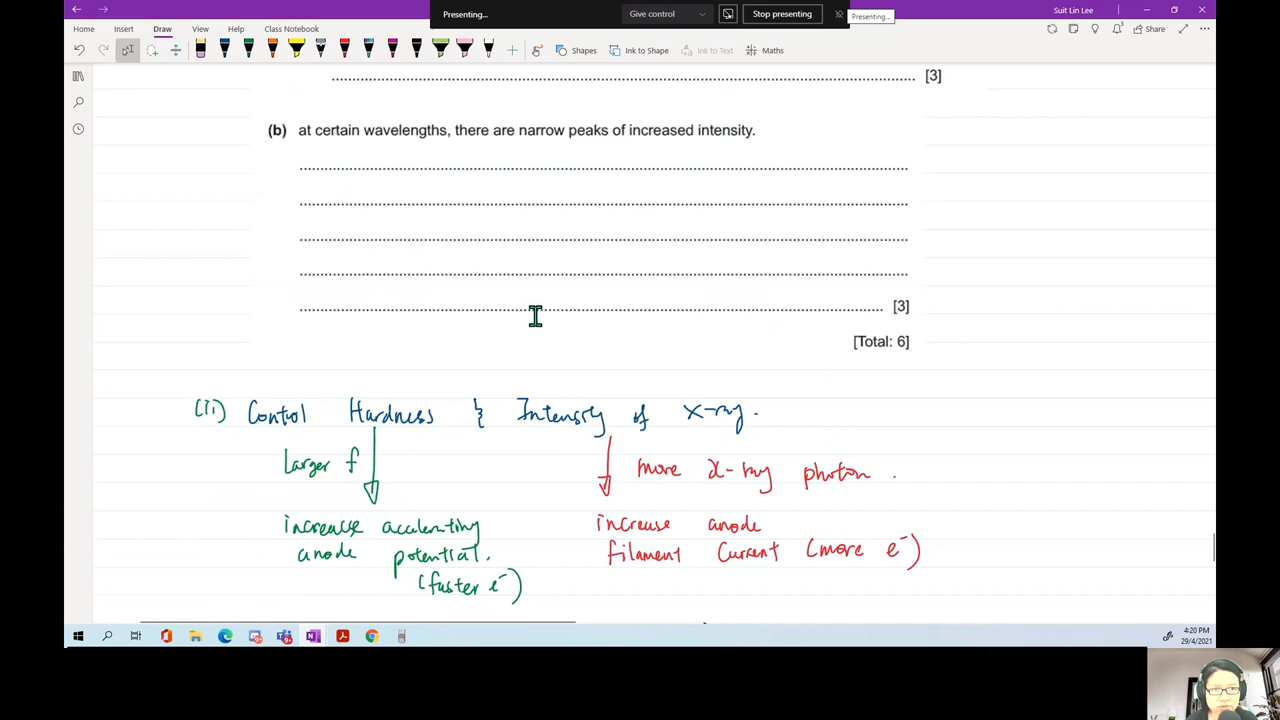 Presenting...
Give control
Stop presenting
Presenting...
Suit Lin Lee
Home Insert Draw View Help Class Notebook
Share
Shapes
Ink to Shape
Ink to Text
Maths
[3]
(b) at certain wavelengths, there are narrow peaks of increased intensity.
[3]
[Total: 6]
(ii) Control Hardness & Intensity of x-ray.
larger f
more x-ray photon.
increase accelerating
anode potential.
(faster e⁻)
increase anode
filament current (more e⁻)
4:20 PM
29/4/2021